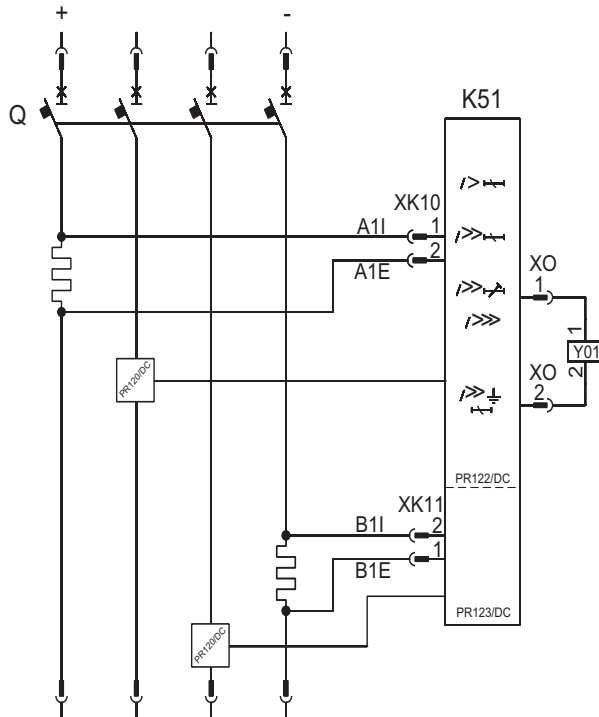 + -
Q
K51
I>
XK10
A1I 1
I>>
2
A1E
XO
1
I>>
I>>>
1
Y01
2
PR120/DC
XO
2
I>>
PR122/DC
XK11
B1I 2
1
B1E
PR123/DC
PR120/DC